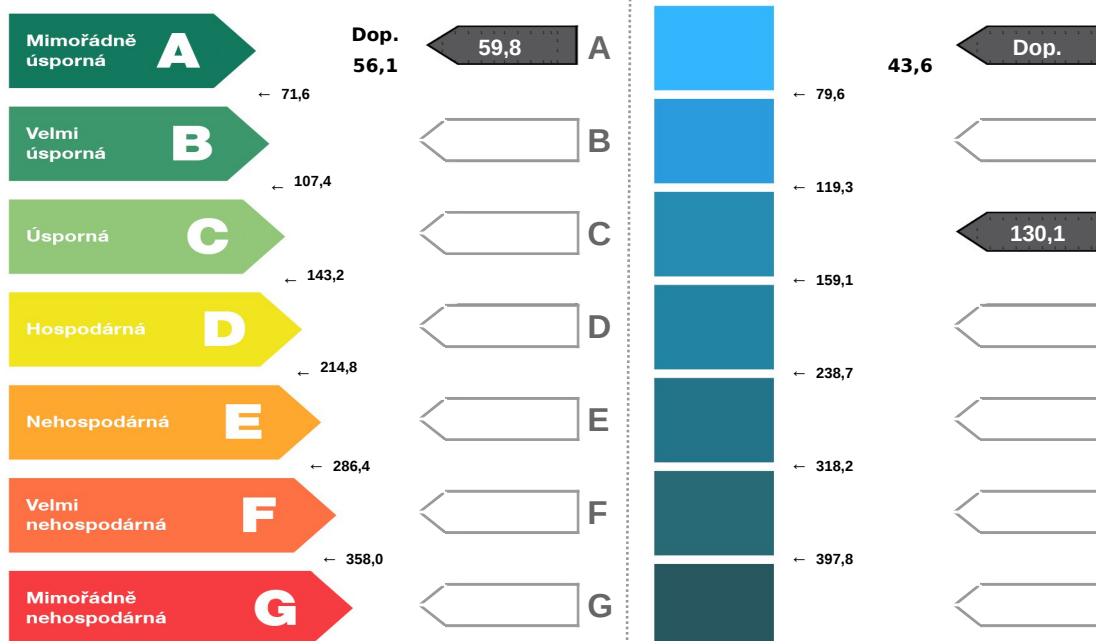 Mimořádně
úsporná
A
Dop.
56,1
59,8
A
Dop.
43,6
← 71,6
← 79,6
Velmi
úsporná
B
B
← 107,4
← 119,3
Úsporná
C
C
130,1
← 143,2
← 159,1
Hospodárná
D
D
← 214,8
← 238,7
Nehospodárná
E
E
← 286,4
← 318,2
Velmi
nehospodárná
F
F
← 358,0
← 397,8
Mimořádně
nehospodárná
G
G